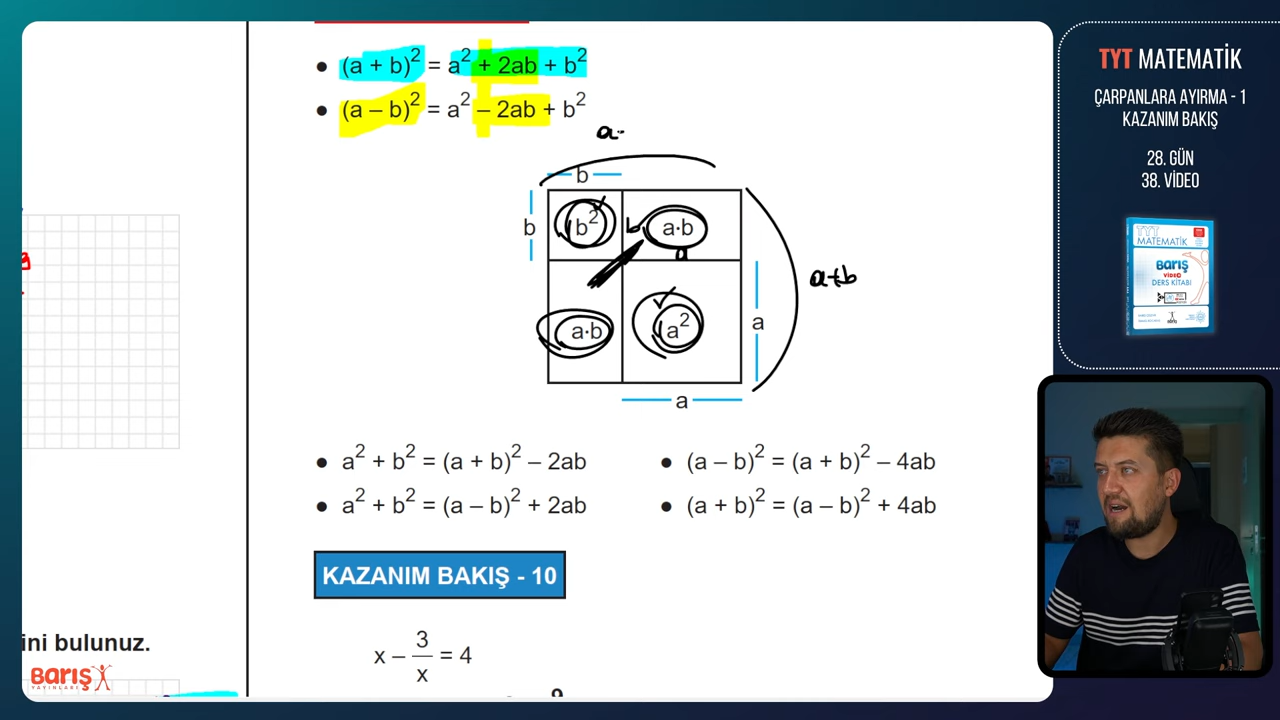 • (a + b)² = a² + 2ab + b²
• (a – b)² = a² – 2ab + b²
a
b
b
b²
b
a·b
a
a+b
a·b
a²
a
a
• a² + b² = (a + b)² – 2ab
• (a – b)² = (a + b)² – 4ab
• a² + b² = (a – b)² + 2ab
• (a + b)² = (a – b)² + 4ab
KAZANIM BAKIŞ - 10
x – 3/x = 4
ini bulunuz.
BARIŞ
YAYINLARI
TYT MATEMATİK
ÇARPANLARA AYIRMA - 1
KAZANIM BAKIŞ
28. GÜN
38. VİDEO
TYT
MATEMATİK
BARIŞ
VİDEO
DERS KİTABI